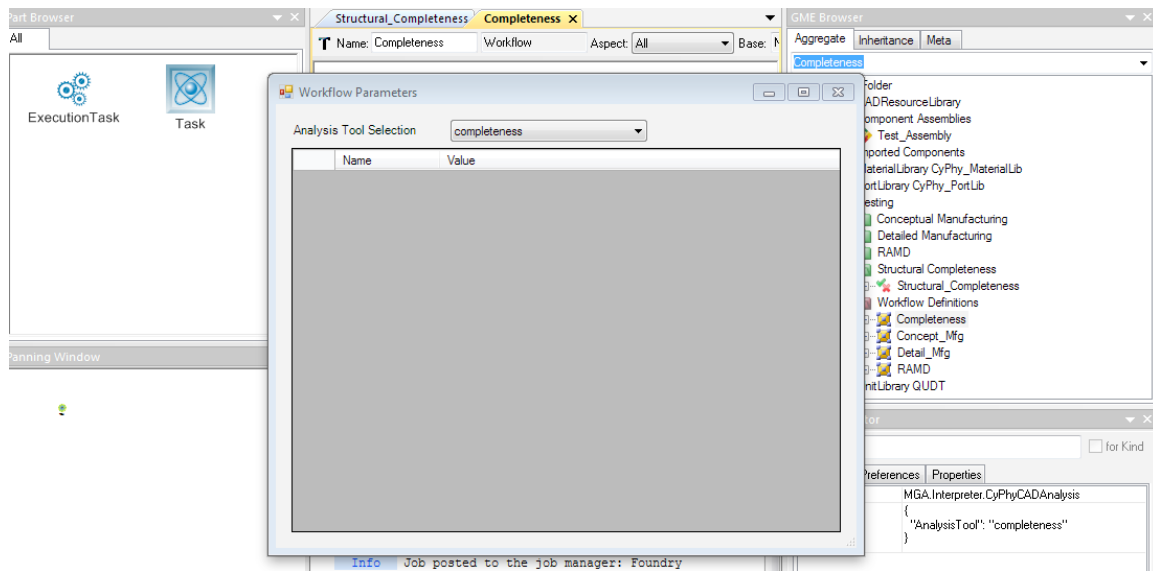 Part Browser
All
ExecutionTask
Task
Panning Window
Structural_Completeness
Completeness
Name: Completeness
Workflow
Aspect: All
Base:
Workflow Parameters
Analysis Tool Selection
completeness
Name Value
Info Job posted to the job manager: Foundry
GME Browser
Aggregate Inheritance Meta
Completeness
Folder
ADResourceLibrary
omponent Assemblies
Test_Assembly
mported Components
MaterialLibrary CyPhy_MaterialLib
ortLibrary CyPhy_PortLib
esting
Conceptual Manufacturing
Detailed Manufacturing
RAMD
Structural Completeness
Structural_Completeness
Workflow Definitions
Completeness
Concept_Mfg
Detail_Mfg
RAMD
nitLibrary QUDT
tor
for Kind
Preferences Properties
MGA.Interpreter.CyPhyCADAnalysis
{
"AnalysisTool": "completeness"
}